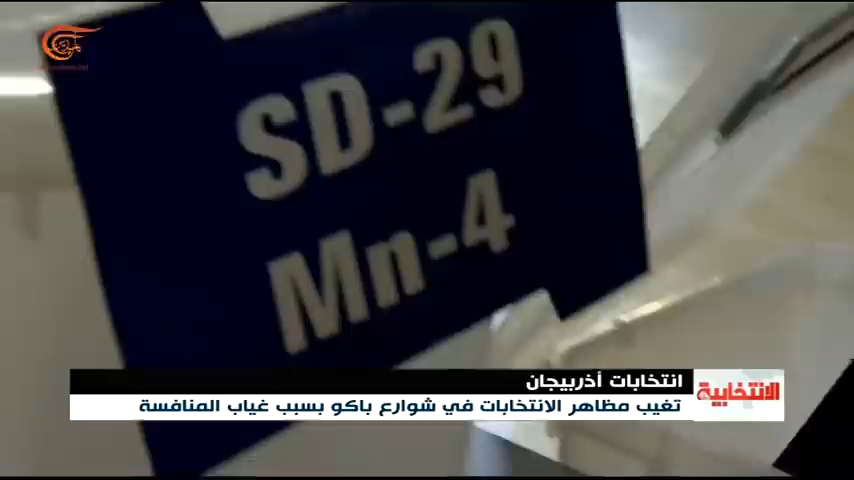 SD-29
Mn-4
انتخابات أذربيجان
الانتخابية
تغيب مظاهر الانتخابات في شوارع باكو بسبب غياب المنافسة